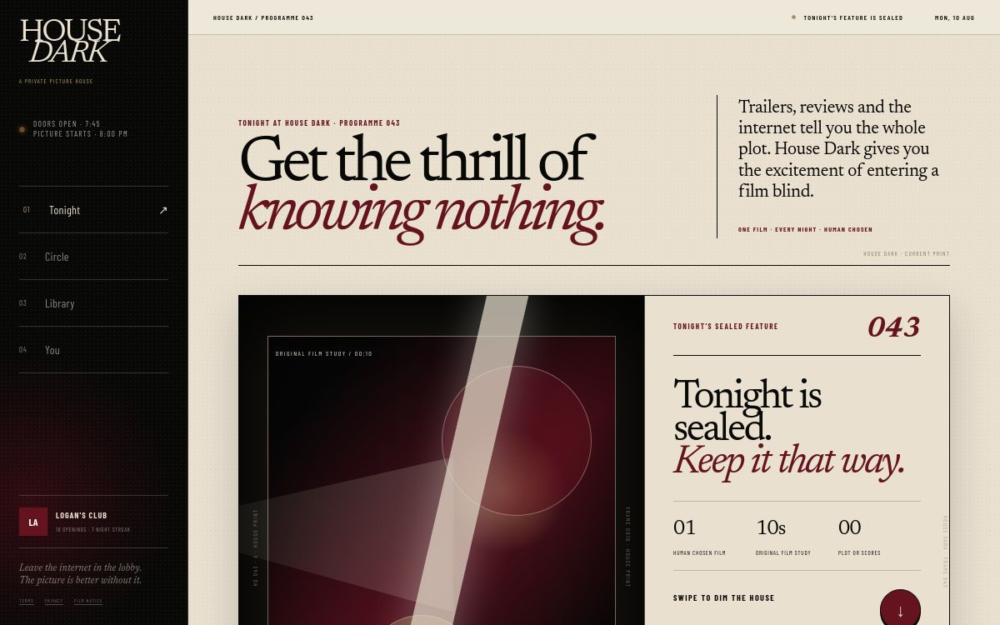 HOUSE
DARK
A PRIVATE PICTURE HOUSE
DOORS OPEN · 7:45
PICTURE STARTS · 8:00 PM
01 Tonight ↗
02 Circle
03 Library
04 You
LA
LOGAN'S CLUB
18 OPENINGS · 7 NIGHT STREAK
Leave the internet in the lobby.
The picture is better without it.
TERMS PRIVACY FILM NOTICE
HOUSE DARK / PROGRAMME 043
TONIGHT'S FEATURE IS SEALED
MON, 10 AUG
TONIGHT AT HOUSE DARK · PROGRAMME 043
Get the thrill of
knowing nothing.
Trailers, reviews and the
internet tell you the whole
plot. House Dark gives you
the excitement of entering a
film blind.
ONE FILM · EVERY NIGHT · HUMAN CHOSEN
HOUSE DARK · CURRENT PRINT
ORIGINAL FILM STUDY / 00:10
HD 043 · A · HOUSE PRINT
FRAME 0016 · HOUSE PRINT
TONIGHT'S SEALED FEATURE
043
Tonight is
sealed.
Keep it that way.
01 10s 00
HUMAN CHOSEN FILM ORIGINAL FILM STUDY PLOT OR SCORES
SWIPE TO DIM THE HOUSE
↓